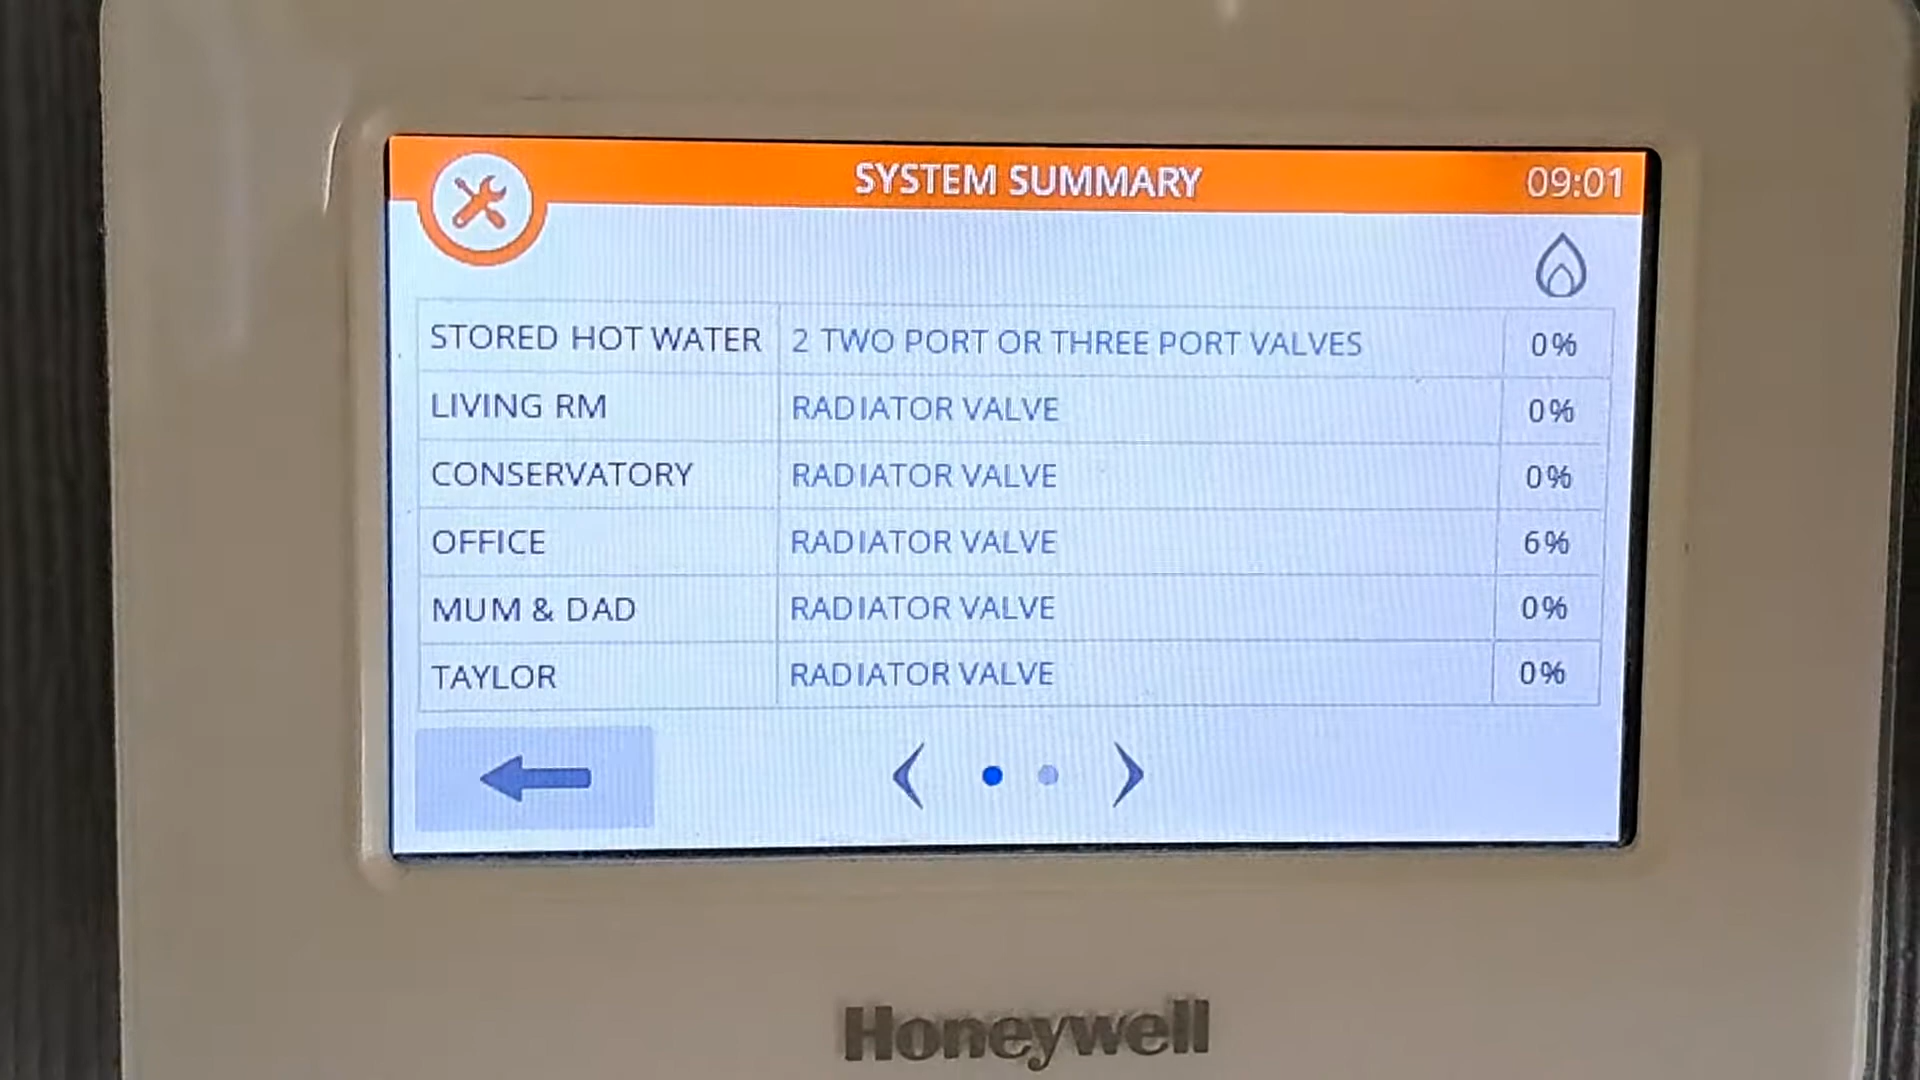 SYSTEM SUMMARY 09:01
STORED HOT WATER 2 TWO PORT OR THREE PORT VALVES 0%
LIVING RM RADIATOR VALVE 0%
CONSERVATORY RADIATOR VALVE 0%
OFFICE RADIATOR VALVE 6%
MUM & DAD RADIATOR VALVE 0%
TAYLOR RADIATOR VALVE 0%
Honeywell